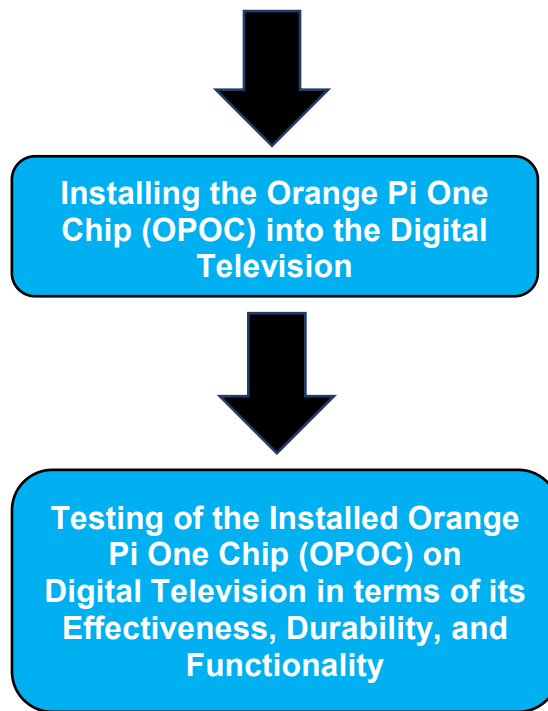 Installing the Orange Pi One
Chip (OPOC) into the Digital
Television
Testing of the Installed Orange
Pi One Chip (OPOC) on
Digital Television in terms of its
Effectiveness, Durability, and
Functionality